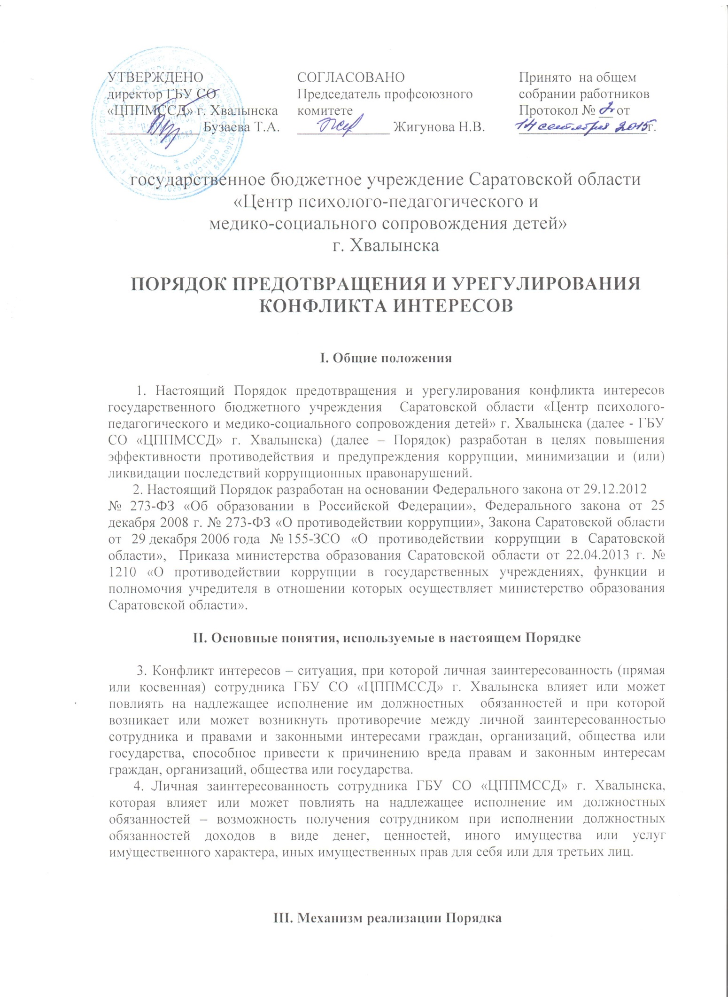 УТВЕРЖДЕНО
директор ГБУ СО
«ЦППМССД» г. Хвалынска
Бузаева Т.А.
СОГЛАСОВАНО
Председатель профсоюзного
комитете
Жигунова Н.В.
Принято на общем
собрании работников
Протокол № 2 от
14 сентября 2015г.
государственное бюджетное учреждение Саратовской области
«Центр психолого-педагогического и
медико-социального сопровождения детей»
г. Хвалынска
ПОРЯДОК ПРЕДОТВРАЩЕНИЯ И УРЕГУЛИРОВАНИЯ
КОНФЛИКТА ИНТЕРЕСОВ
I. Общие положения
1. Настоящий Порядок предотвращения и урегулирования конфликта интересов
государственного бюджетного учреждения Саратовской области «Центр психолого-
педагогического и медико-социального сопровождения детей» г. Хвалынска (далее - ГБУ
СО «ЦППМССД» г. Хвалынска) (далее – Порядок) разработан в целях повышения
эффективности противодействия и предупреждения коррупции, минимизации и (или)
ликвидации последствий коррупционных правонарушений.
2. Настоящий Порядок разработан на основании Федерального закона от 29.12.2012
№ 273-ФЗ «Об образовании в Российской Федерации», Федерального закона от 25
декабря 2008 г. № 273-ФЗ «О противодействии коррупции», Закона Саратовской области
от 29 декабря 2006 года № 155-ЗСО «О противодействии коррупции в Саратовской
области», Приказа министерства образования Саратовской области от 22.04.2013 г. №
1210 «О противодействии коррупции в государственных учреждениях, функции и
полномочия учредителя в отношении которых осуществляет министерство образования
Саратовской области».
II. Основные понятия, используемые в настоящем Порядке
3. Конфликт интересов – ситуация, при которой личная заинтересованность (прямая
или косвенная) сотрудника ГБУ СО «ЦППМССД» г. Хвалынска влияет или может
повлиять на надлежащее исполнение им должностных обязанностей и при которой
возникает или может возникнуть противоречие между личной заинтересованностью
сотрудника и правами и законными интересами граждан, организаций, общества или
государства, способное привести к причинению вреда правам и законным интересам
граждан, организаций, общества или государства.
4. Личная заинтересованность сотрудника ГБУ СО «ЦППМССД» г. Хвалынска,
которая влияет или может повлиять на надлежащее исполнение им должностных
обязанностей – возможность получения сотрудником при исполнении должностных
обязанностей доходов в виде денег, ценностей, иного имущества или услуг
имущественного характера, иных имущественных прав для себя или для третьих лиц.
III. Механизм реализации Порядка